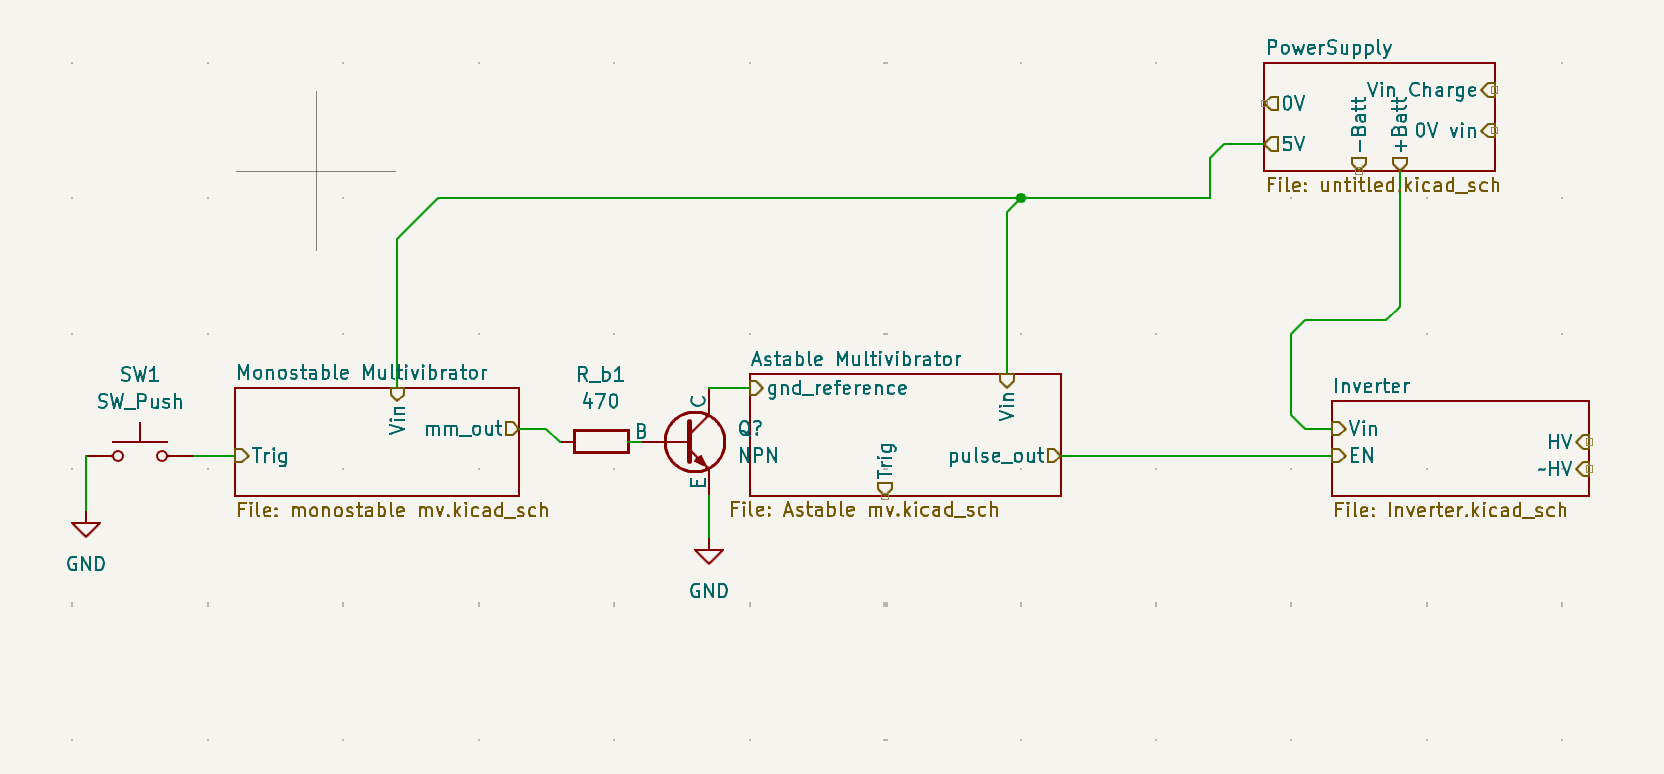 PowerSupply
Vin Charge
0V
-Batt
+Batt
0V vin
5V
File: untitled.kicad_sch
SW1
SW_Push
GND
Monostable Multivibrator
Vin
mm_out
Trig
File: monostable mv.kicad_sch
R_b1
470
B
C
E
Q?
NPN
GND
Astable Multivibrator
gnd_reference
Vin
Trig
pulse_out
File: Astable mv.kicad_sch
Inverter
Vin
EN
HV
~HV
File: Inverter.kicad_sch